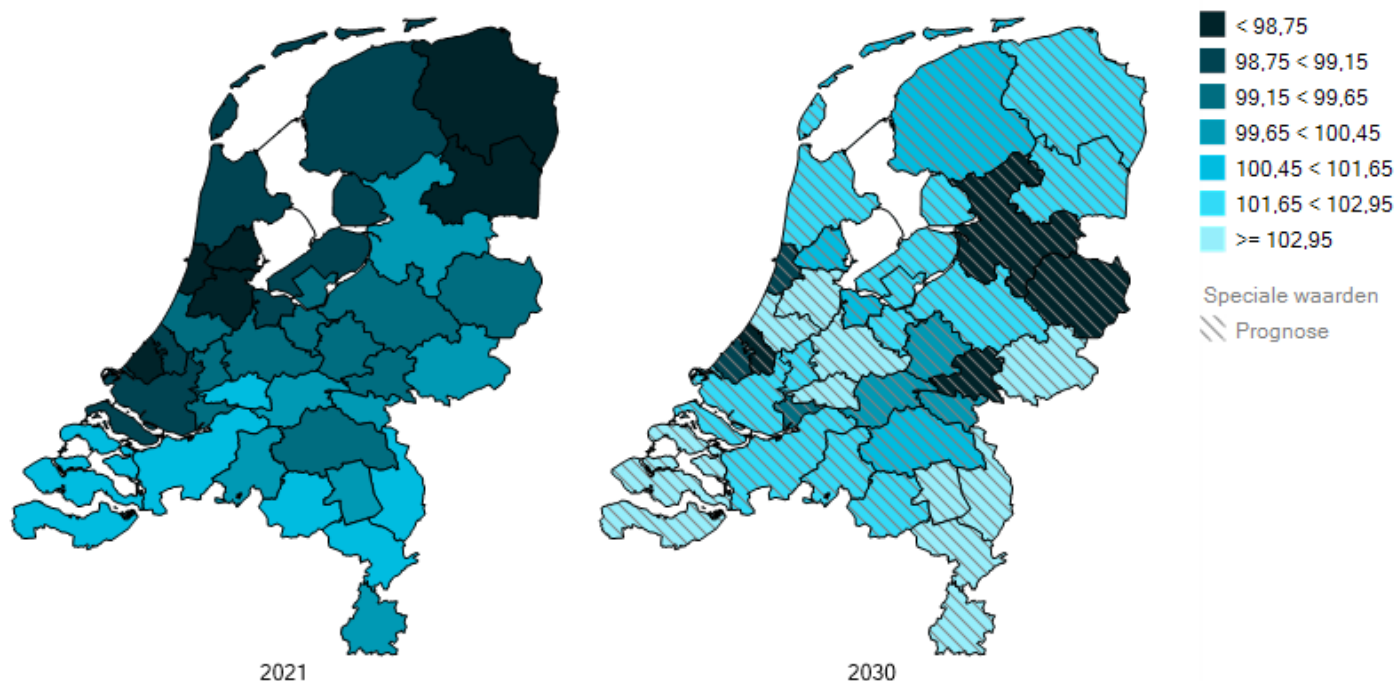 < 98,75
98,75 < 99,15
99,15 < 99,65
99,65 < 100,45
100,45 < 101,65
101,65 < 102,95
>= 102,95
Speciale waarden
Prognose
2021
2030